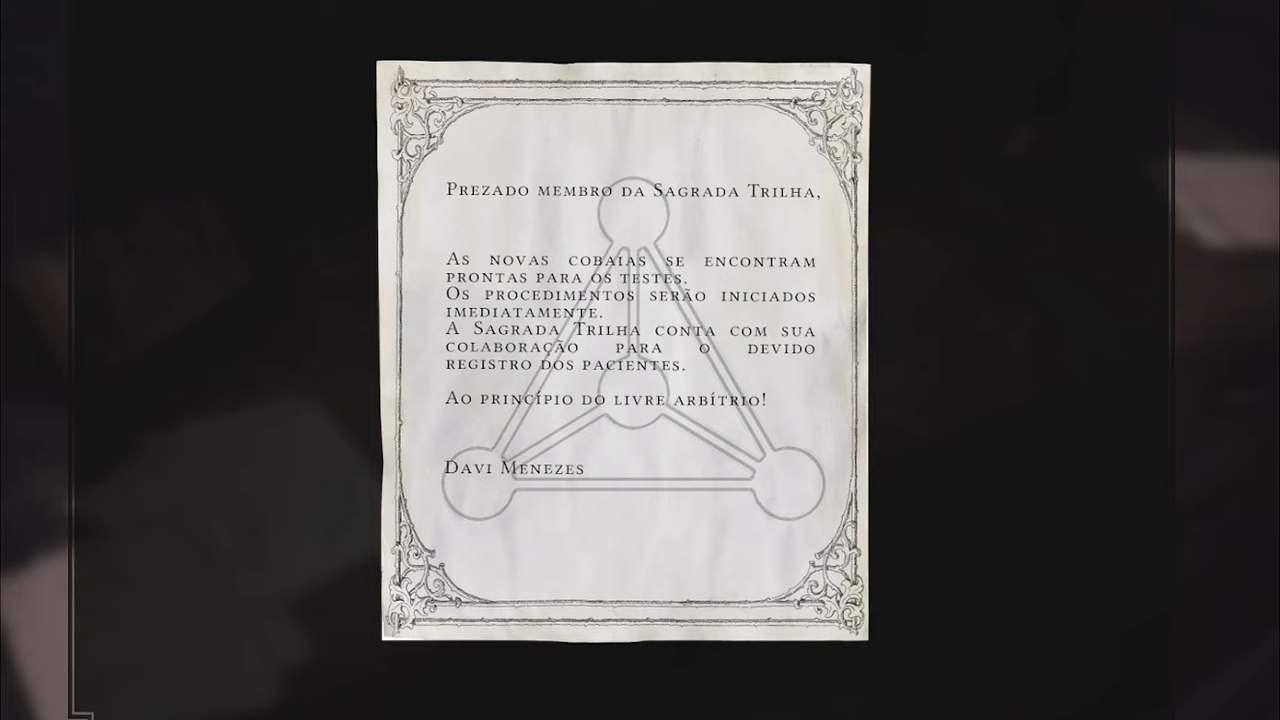 Prezado membro da Sagrada Trilha,
As novas cobaias se encontram
prontas para os testes.
Os procedimentos serão iniciados
imediatamente.
A Sagrada Trilha conta com sua
colaboração para o devido
registro dos pacientes.
Ao princípio do livre arbítrio!
Davi Menezes